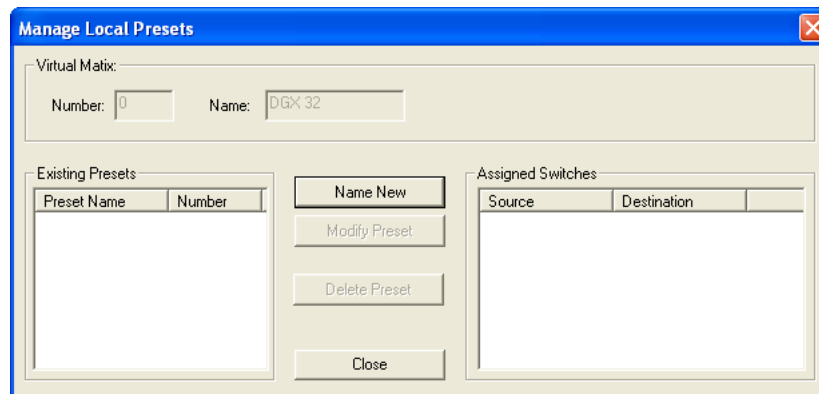 Manage Local Presets
Virtual Matix:
Number: 0 Name: DGX 32
Existing Presets
Preset Name Number
Name New
Modify Preset
Delete Preset
Close
Assigned Switches
Source Destination